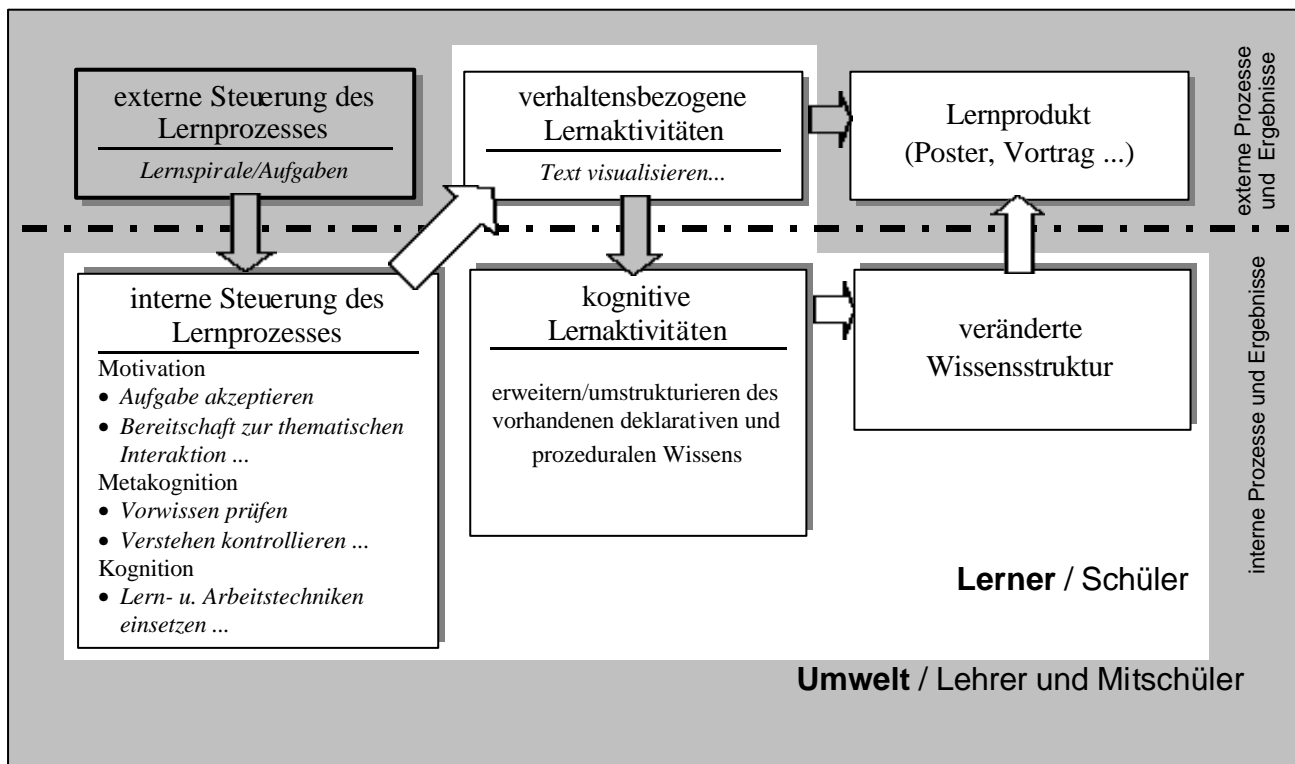 externe Steuerung des
Lernprozesses
Lernspirale/Aufgaben
verhaltensbezogene
Lernaktivitäten
Text visualisieren...
Lernprodukt
(Poster, Vortrag ...)
externe Prozesse
und Ergebnisse
interne Steuerung des
Lernprozesses
Motivation
• Aufgabe akzeptieren
• Bereitschaft zur thematischen
Interaktion ...
Metakognition
• Vorwissen prüfen
• Verstehen kontrollieren ...
Kognition
• Lern- u. Arbeitstechniken
einsetzen ...
kognitive
Lernaktivitäten
erweitern/umstrukturieren des
vorhandenen deklarativen und
prozeduralen Wissens
veränderte
Wissensstruktur
interne Prozesse und Ergebnisse
Lerner / Schüler
Umwelt / Lehrer und Mitschüler